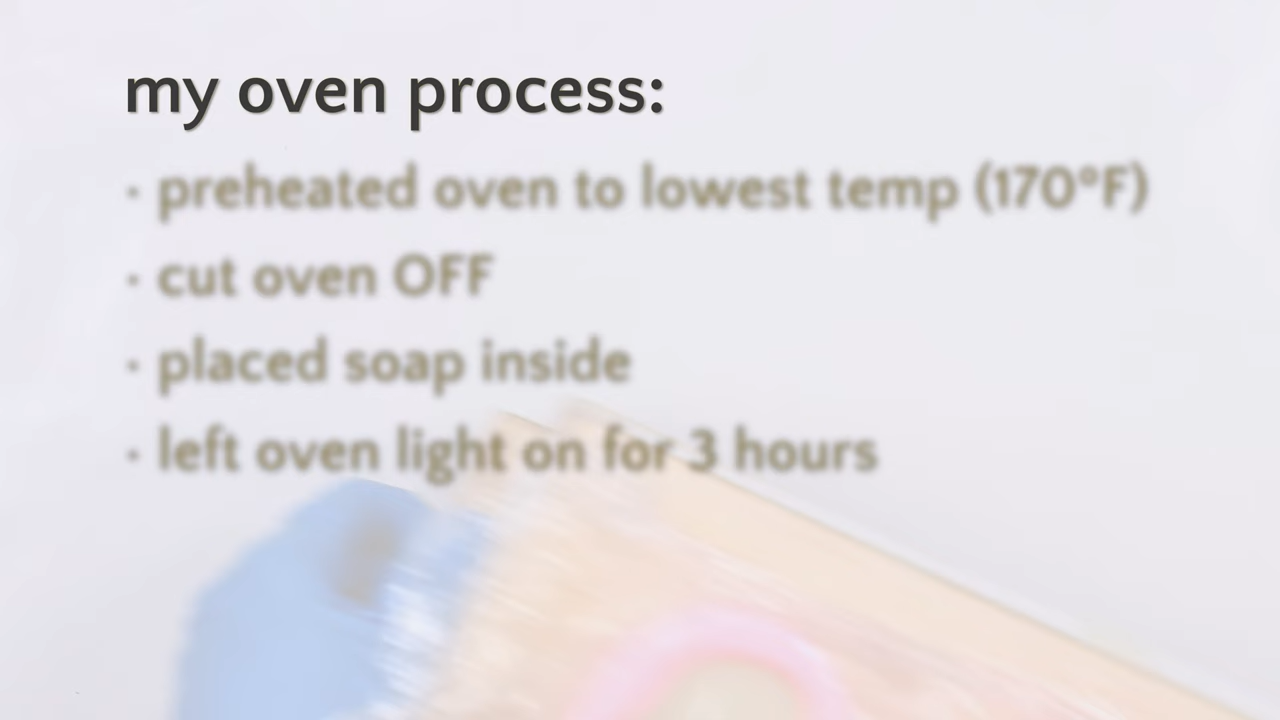 my oven process:
· preheated oven to lowest temp (170°F)
· cut oven OFF
· placed soap inside
· left oven light on for 3 hours